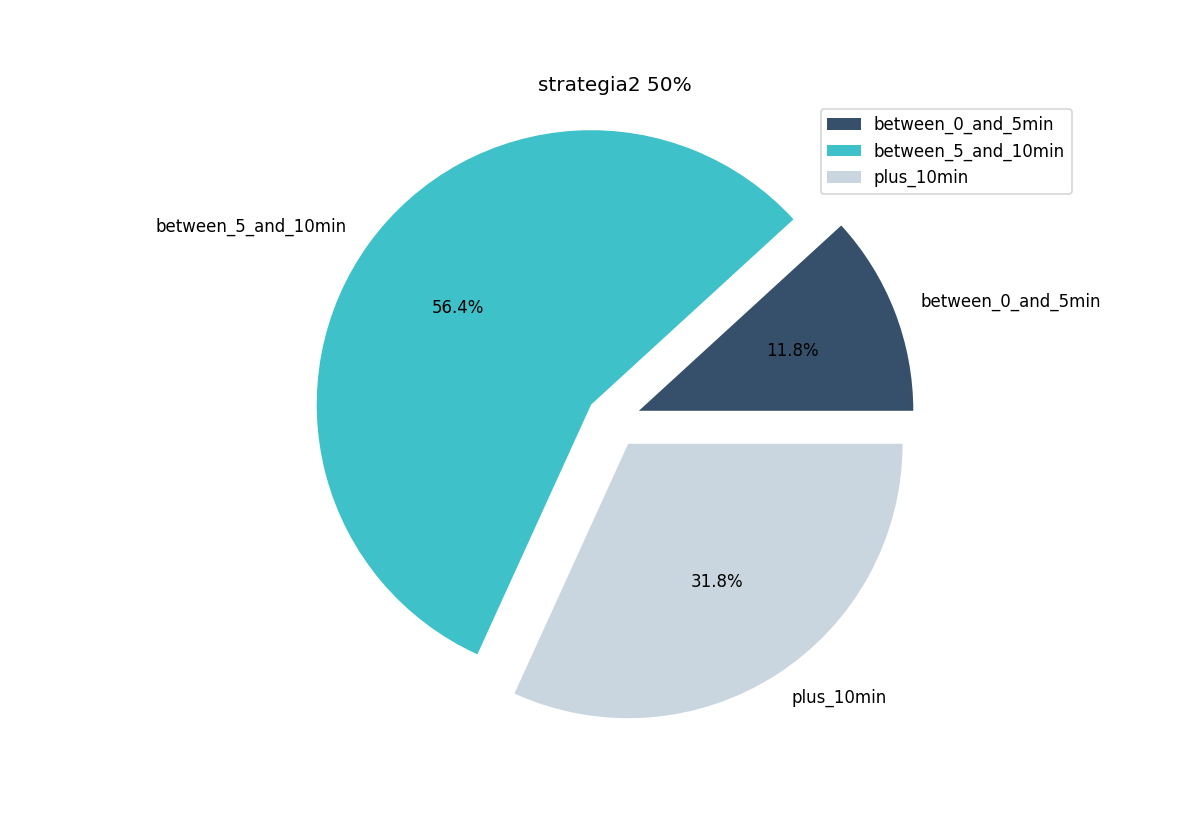 strategia2 50%
between_0_and_5min
between_5_and_10min
plus_10min
between_5_and_10min
between_0_and_5min
56.4%
11.8%
31.8%
plus_10min